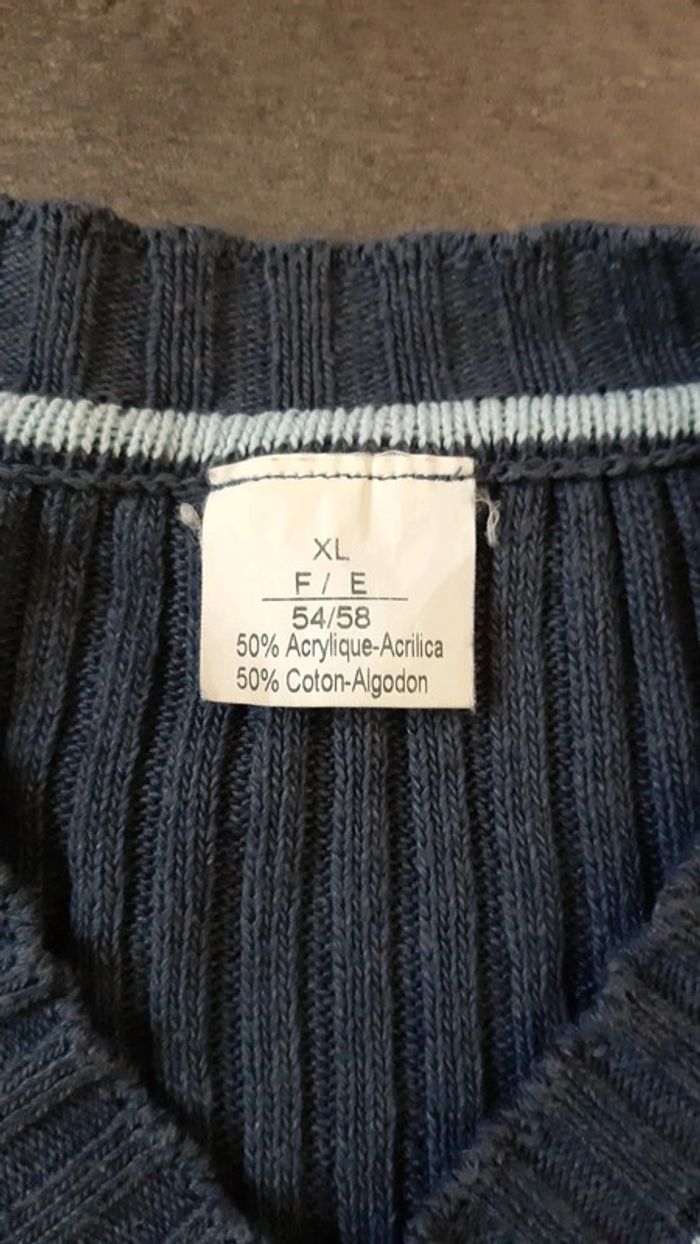 XL
F / E
54/58
50% Acrylique-Acrilica
50% Coton-Algodon